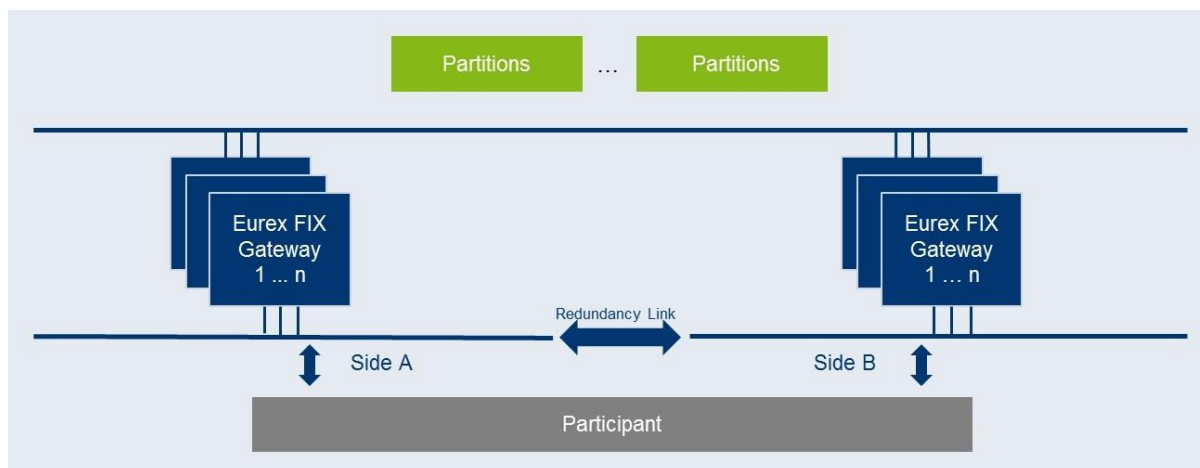 Partitions ... Partitions
Eurex FIX
Gateway
1 ... n
Eurex FIX
Gateway
1 ... n
Redundancy Link
Side A
Side B
Participant